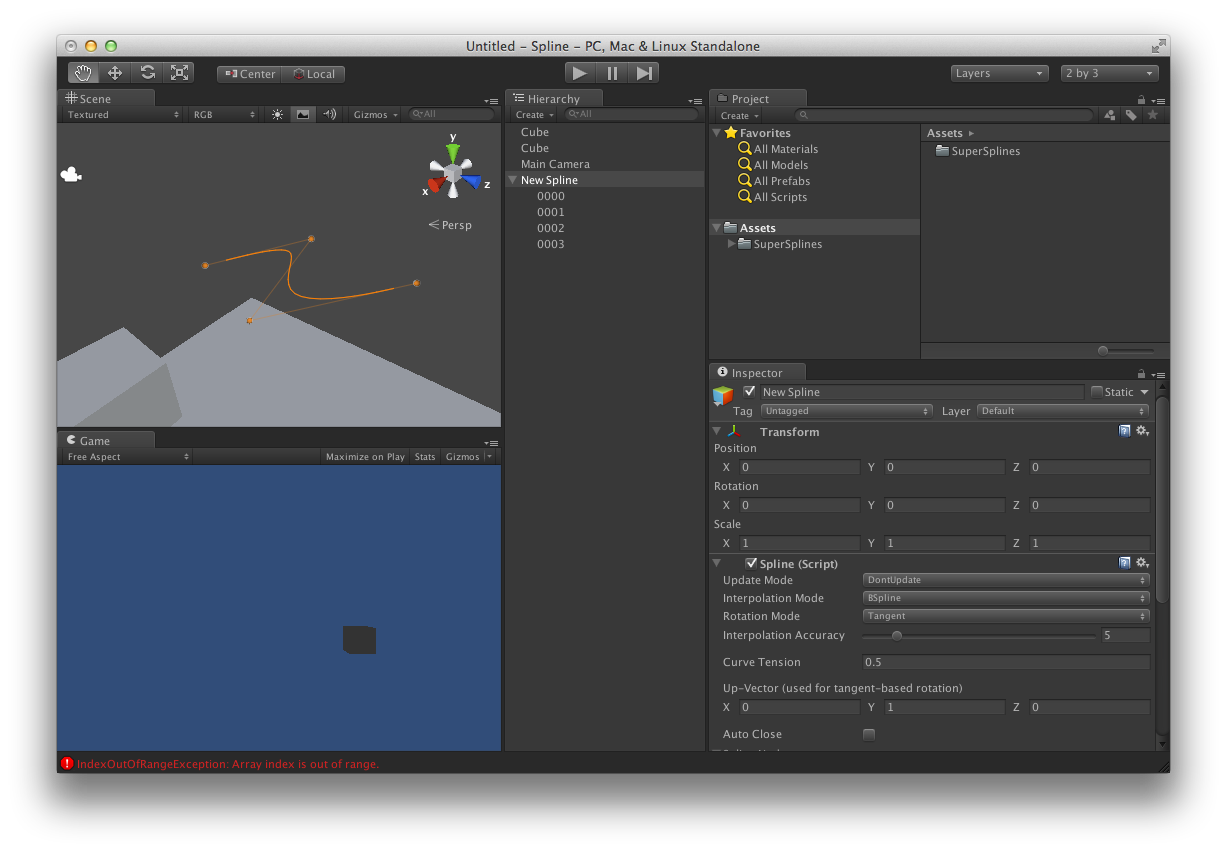 Untitled – Spline – PC, Mac & Linux Standalone
Center Local Layers 2 by 3
Scene
Textured RGB Gizmos All
y
x
z
Persp
Game
Free Aspect Maximize on Play Stats Gizmos
Hierarchy
Create All
Cube
Cube
Main Camera
New Spline
0000
0001
0002
0003
Project
Create
Favorites
All Materials
All Models
All Prefabs
All Scripts
Assets
SuperSplines
Assets
SuperSplines
Inspector
New Spline Static
Tag Untagged Layer Default
Transform
Position
X 0 Y 0 Z 0
Rotation
X 0 Y 0 Z 0
Scale
X 1 Y 1 Z 1
Spline (Script)
Update Mode DontUpdate
Interpolation Mode BSpline
Rotation Mode Tangent
Interpolation Accuracy 5
Curve Tension 0.5
Up-Vector (used for tangent-based rotation)
X 0 Y 1 Z 0
Auto Close
IndexOutOfRangeException: Array index is out of range.